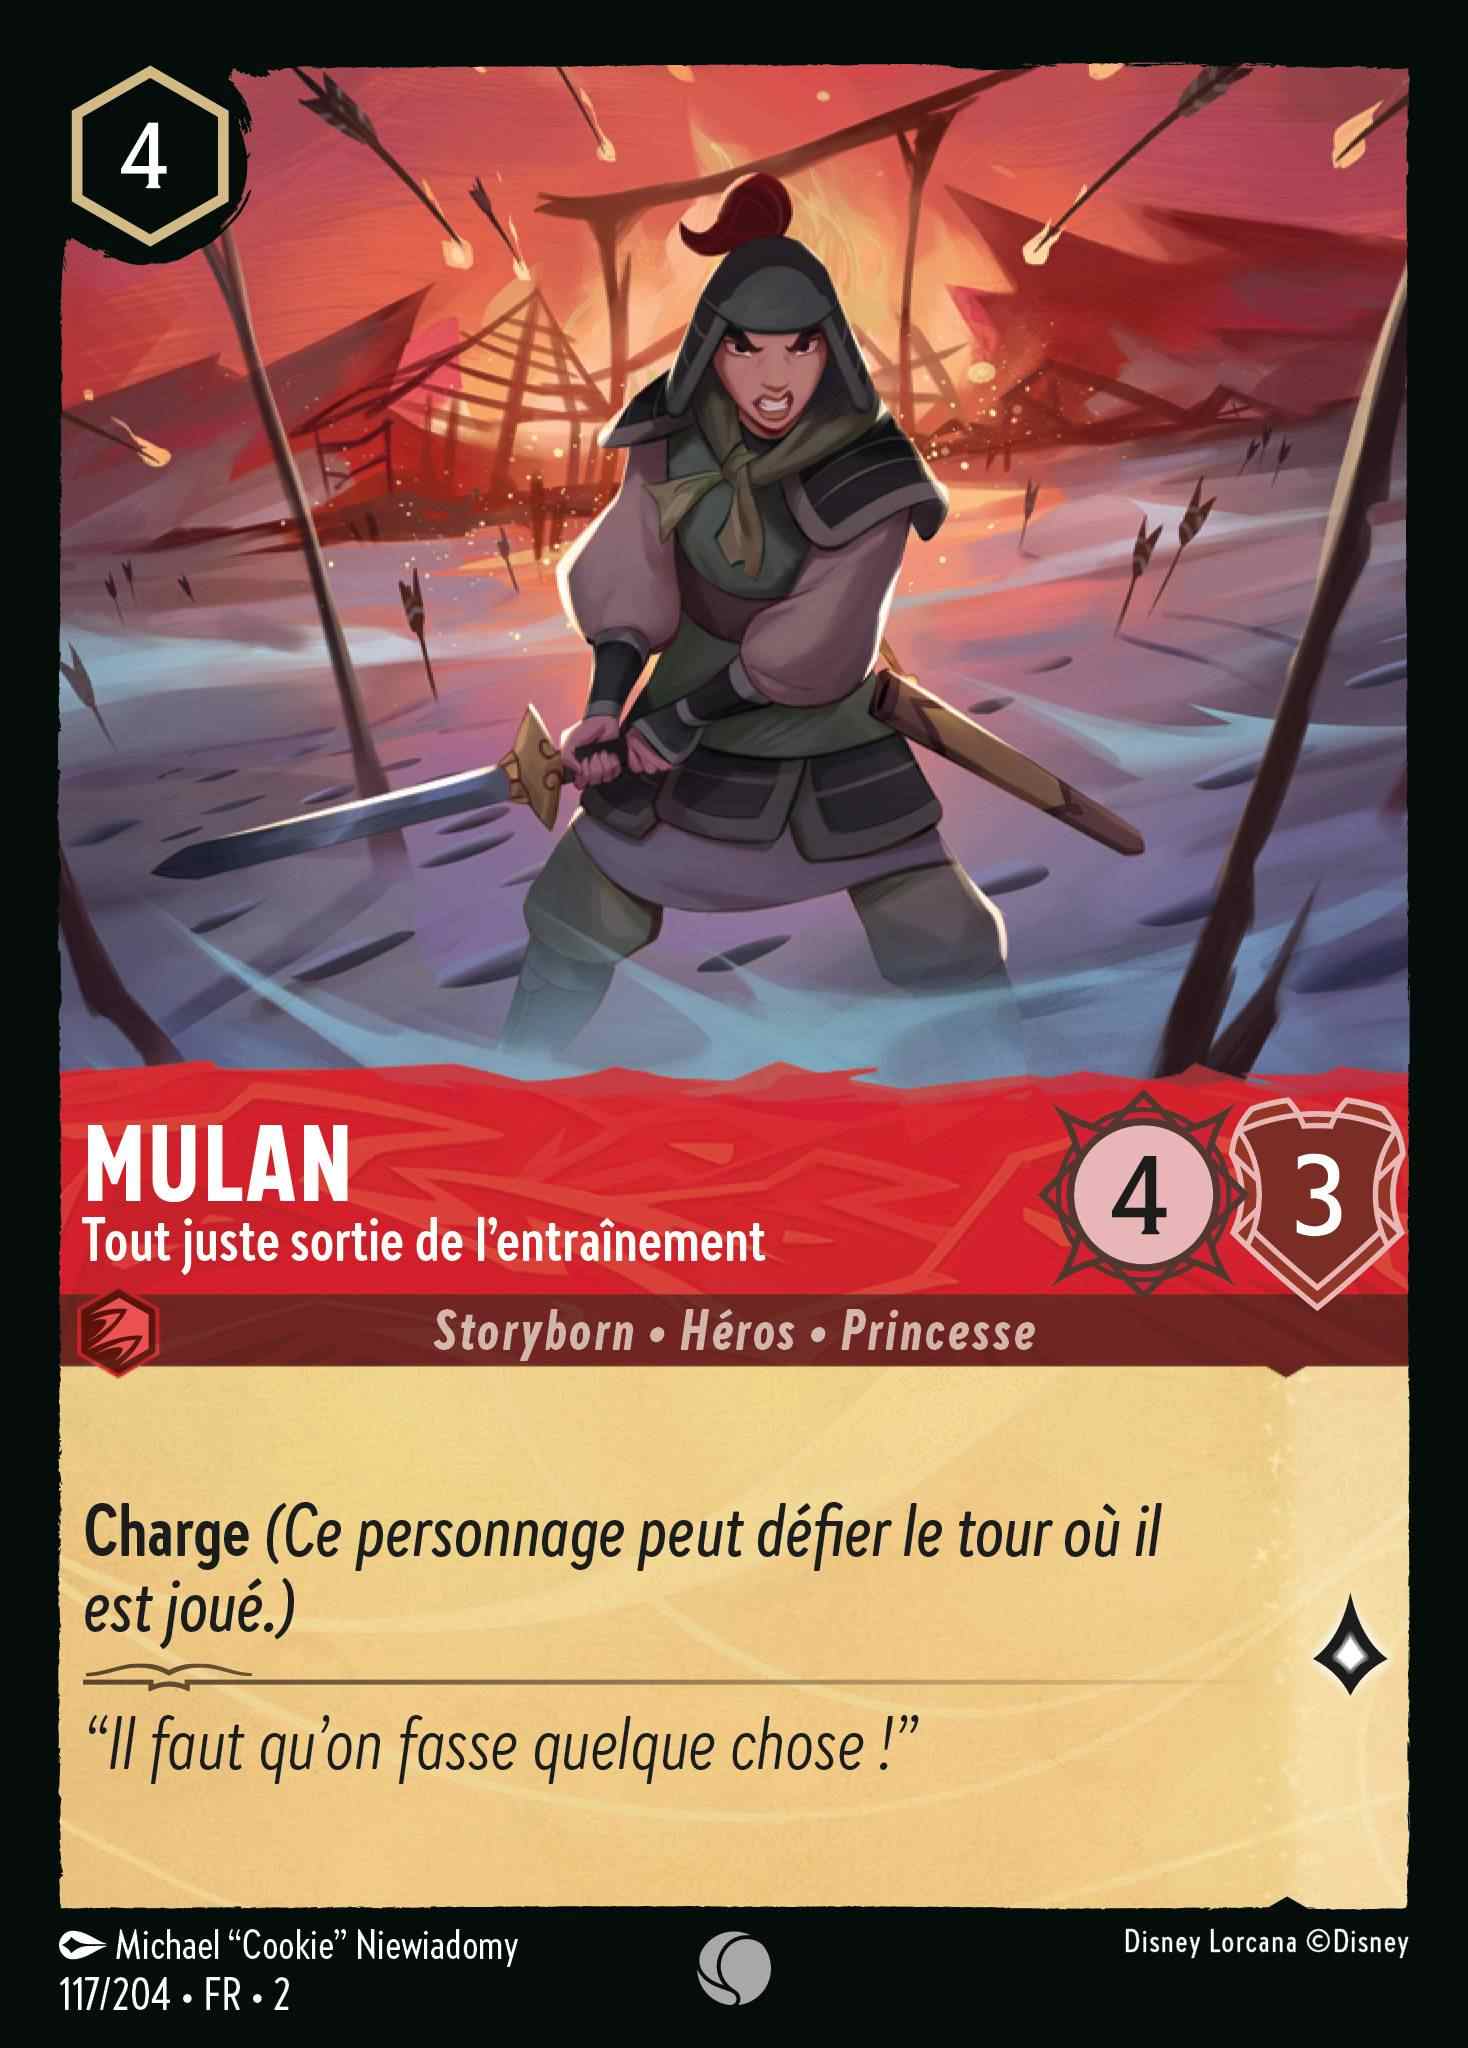 4
MULAN
Tout juste sortie de l’entraînement
4
3
Storyborn • Héros • Princesse
Charge (Ce personnage peut défier le tour où il
est joué.)
“Il faut qu’on fasse quelque chose !”
Michael “Cookie” Niewiadomy
Disney Lorcana ©Disney
117/204 • FR • 2